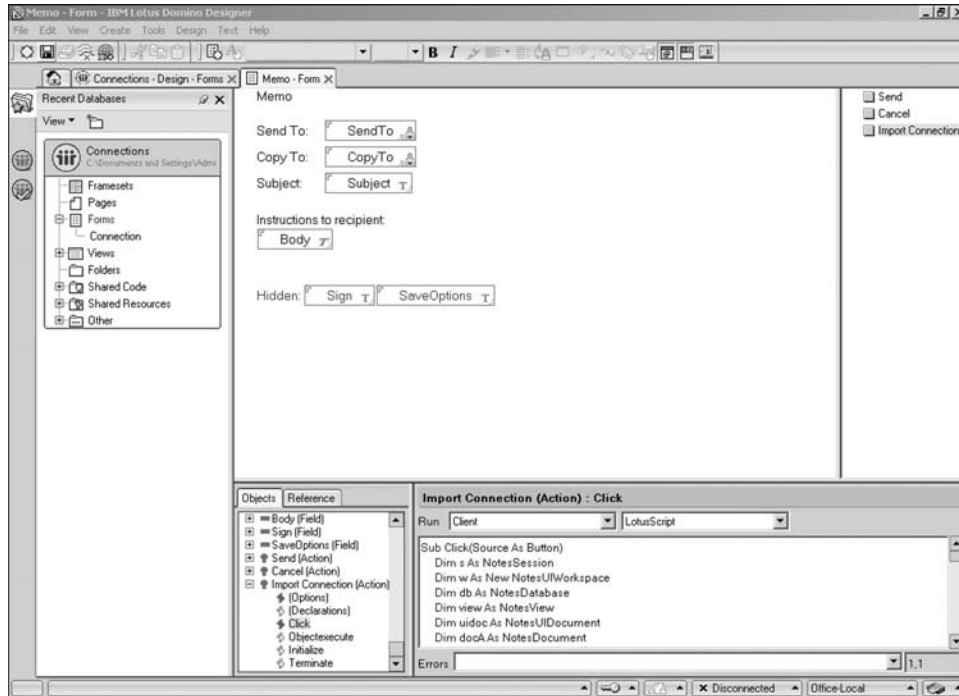 Memo - Form - IBM Lotus Domino Designer
File Edit View Create Tools Design Text Help
B I
Connections - Design - Forms Memo - Form
Recent Databases
View
Connections
C:\Documents and Settings\Admi
Framesets
Pages
Forms
Connection
Views
Folders
Shared Code
Shared Resources
Other
Memo
Send To: SendTo
Copy To: CopyTo
Subject: Subject T
Instructions to recipient:
Body T
Hidden: Sign T SaveOptions T
Send
Cancel
Import Connection
Objects Reference
Body (Field)
Sign (Field)
SaveOptions (Field)
Send (Action)
Cancel (Action)
Import Connection (Action)
(Options)
(Declarations)
Click
Objectexecute
Initialize
Terminate
Import Connection (Action) : Click
Run Client LotusScript
Sub Click(Source As Button)
Dim s As NotesSession
Dim w As New NotesUIWorkspace
Dim db As NotesDatabase
Dim view As NotesView
Dim uidoc As NotesUIDocument
Dim docA As NotesDocument
Errors 1,1
Disconnected Office-Local